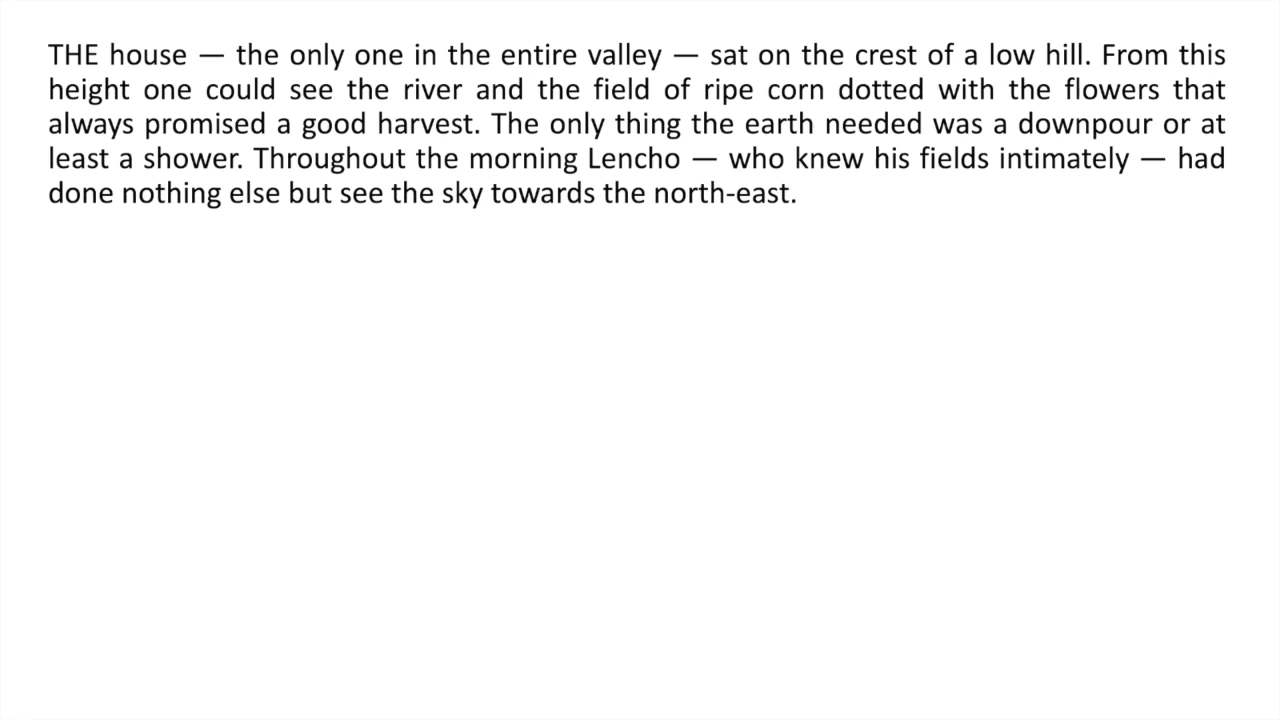 THE house — the only one in the entire valley — sat on the crest of a low hill. From this
height one could see the river and the field of ripe corn dotted with the flowers that
always promised a good harvest. The only thing the earth needed was a downpour or at
least a shower. Throughout the morning Lencho — who knew his fields intimately — had
done nothing else but see the sky towards the north-east.